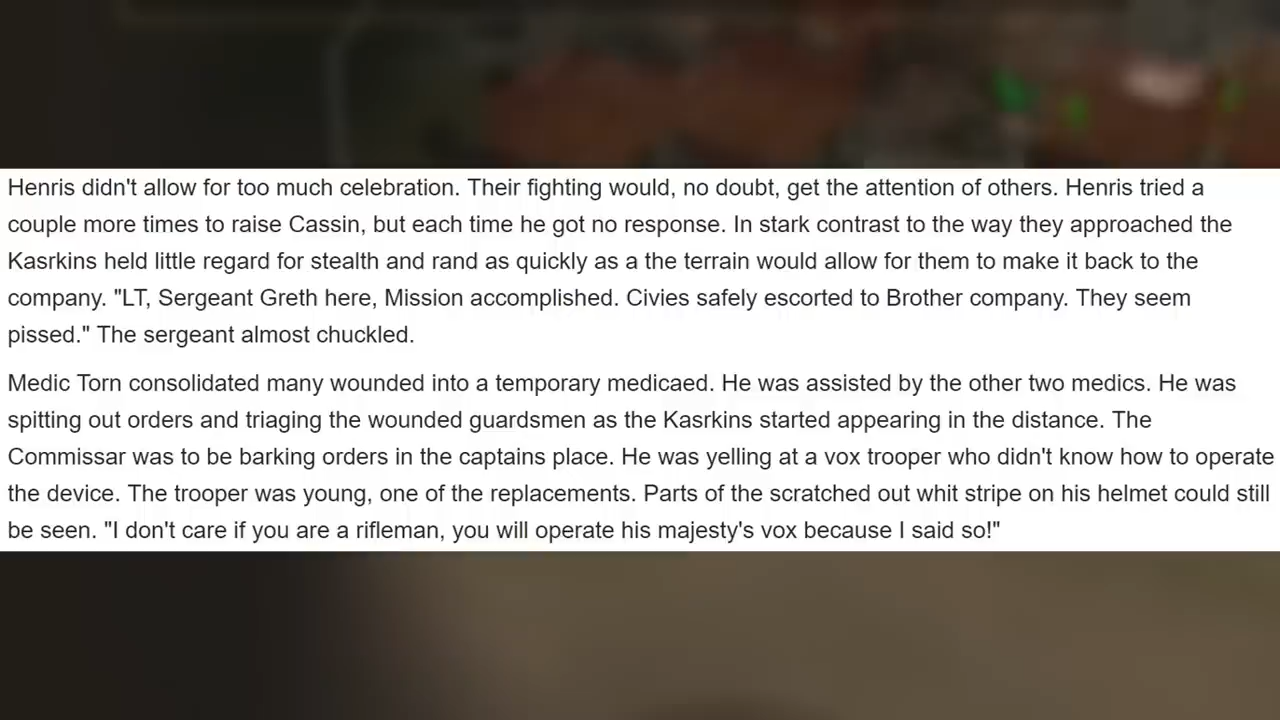 Henris didn't allow for too much celebration. Their fighting would, no doubt, get the attention of others. Henris tried a
couple more times to raise Cassin, but each time he got no response. In stark contrast to the way they approached the
Kasrkins held little regard for stealth and rand as quickly as a the terrain would allow for them to make it back to the
company. "LT, Sergeant Greth here, Mission accomplished. Civies safely escorted to Brother company. They seem
pissed." The sergeant almost chuckled.
Medic Torn consolidated many wounded into a temporary medicaed. He was assisted by the other two medics. He was
spitting out orders and triaging the wounded guardsmen as the Kasrkins started appearing in the distance. The
Commissar was to be barking orders in the captains place. He was yelling at a vox trooper who didn't know how to operate
the device. The trooper was young, one of the replacements. Parts of the scratched out whit stripe on his helmet could still
be seen. "I don't care if you are a rifleman, you will operate his majesty's vox because I said so!"